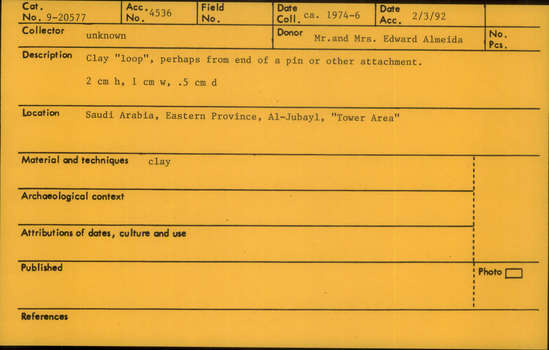 Cat. No. 9-20577 Acc. No. 4536 Field No. Date Coll. ca. 1974-6 Date Acc. 2/3/92
Collector unknown Donor Mr.and Mrs. Edward Almeida No. Pcs.
Description Clay "loop", perhaps from end of a pin or other attachment.
2 cm h, 1 cm w, .5 cm d
Location Saudi Arabia, Eastern Province, Al-Jubayl, "Tower Area"
Material and techniques clay
Archaeological context
Attributions of dates, culture and use
Published Photo
References